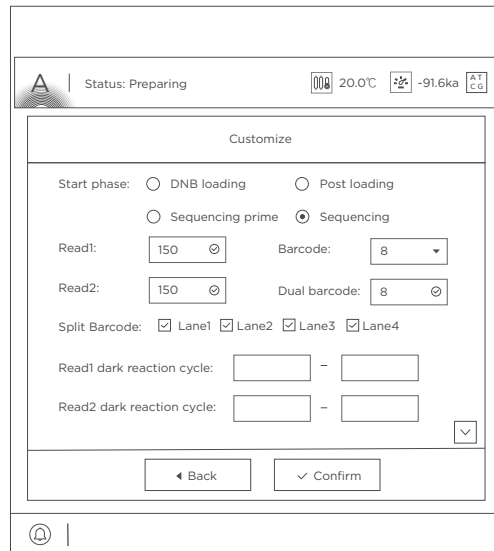 A
Status: Preparing
20.0℃
-91.6ka
AT
CG
Customize
Start phase: DNB loading Post loading
Sequencing prime Sequencing
Read1: 150 Barcode: 8
Read2: 150 Dual barcode: 8
Split Barcode: Lane1 Lane2 Lane3 Lane4
Read1 dark reaction cycle: –
Read2 dark reaction cycle: –
Back Confirm